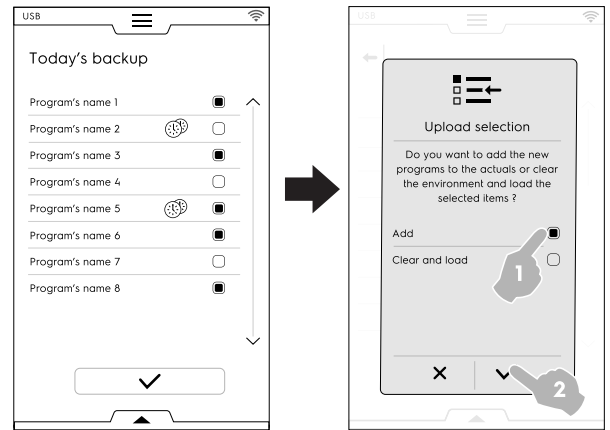 USB
Today's backup
Program's name 1
Program's name 2
Program's name 3
Program's name 4
Program's name 5
Program's name 6
Program's name 7
Program's name 8
USB
Upload selection
Do you want to add the new
programs to the actuals or clear
the environment and load the
selected items ?
Add
Clear and load
1
2